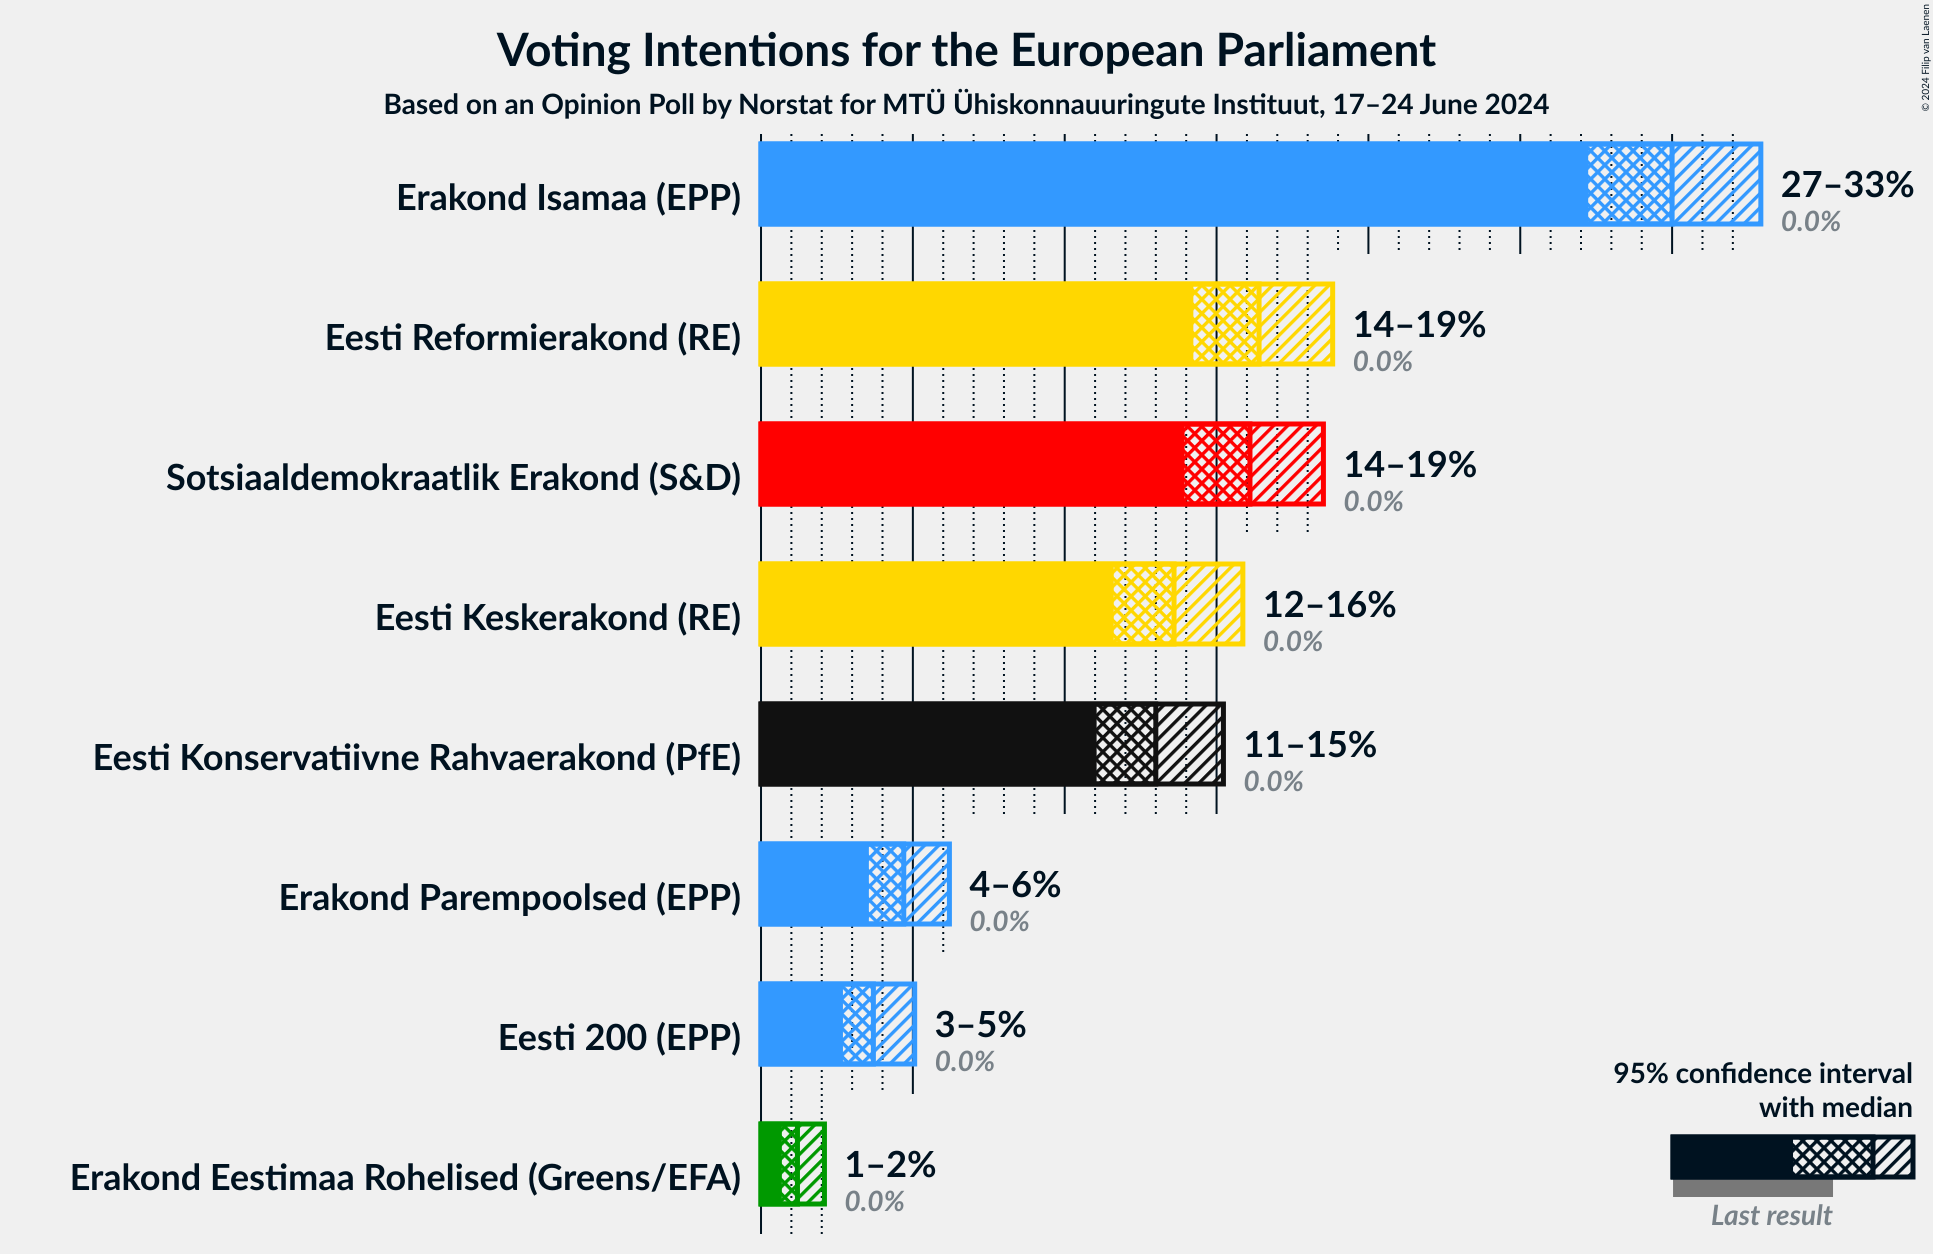 Voting Intentions for the European Parliament
Based on an Opinion Poll by Norstat for MTÜ Ühiskonnauuringute Instituut, 17–24 June 2024
© 2024 Filip van Laenen
Erakond Isamaa (EPP)
27–33%
0.0%
Eesti Reformierakond (RE)
14–19%
0.0%
Sotsiaaldemokraatlik Erakond (S&D)
14–19%
0.0%
Eesti Keskerakond (RE)
12–16%
0.0%
Eesti Konservatiivne Rahvaerakond (PfE)
11–15%
0.0%
Erakond Parempoolsed (EPP)
4–6%
0.0%
Eesti 200 (EPP)
3–5%
0.0%
Erakond Eestimaa Rohelised (Greens/EFA)
1–2%
0.0%
95% confidence interval
with median
Last result